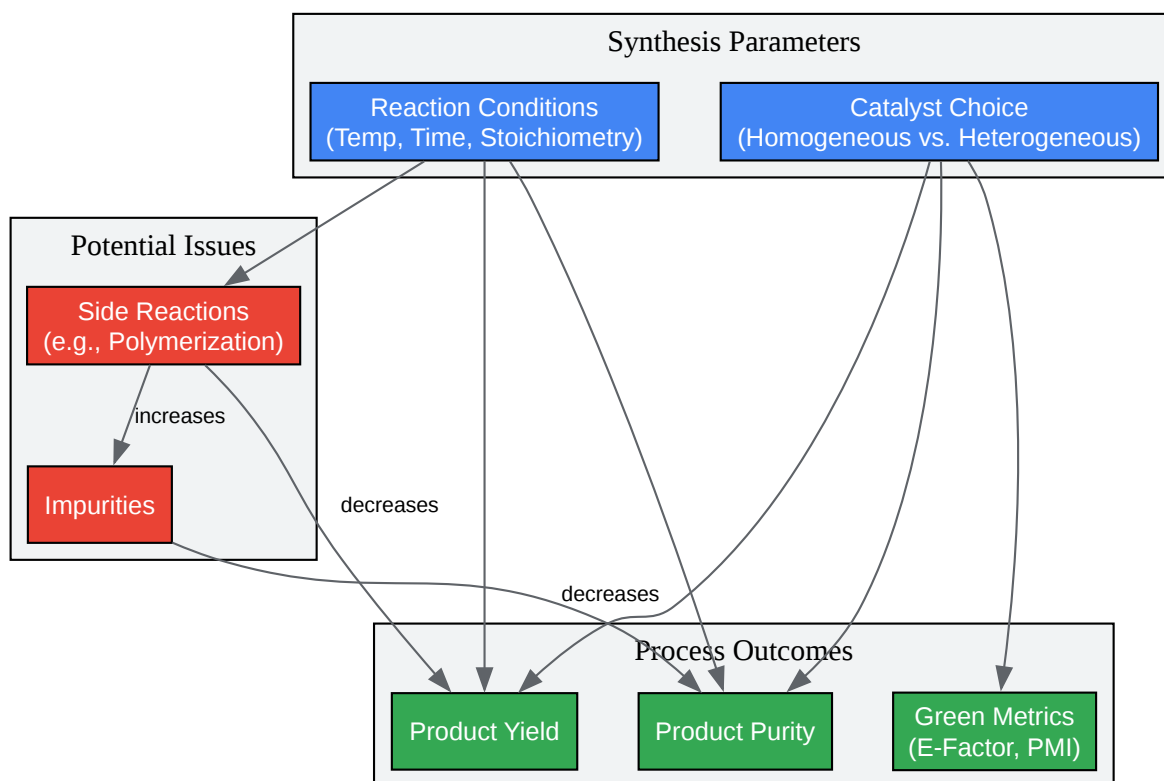 Synthesis Parameters
Reaction Conditions
(Temp, Time, Stoichiometry)
Catalyst Choice
(Homogeneous vs. Heterogeneous)
Potential Issues
Side Reactions
(e.g., Polymerization)
increases
Impurities
decreases
decreases
Process Outcomes
Product Yield
Product Purity
Green Metrics
(E-Factor, PMI)